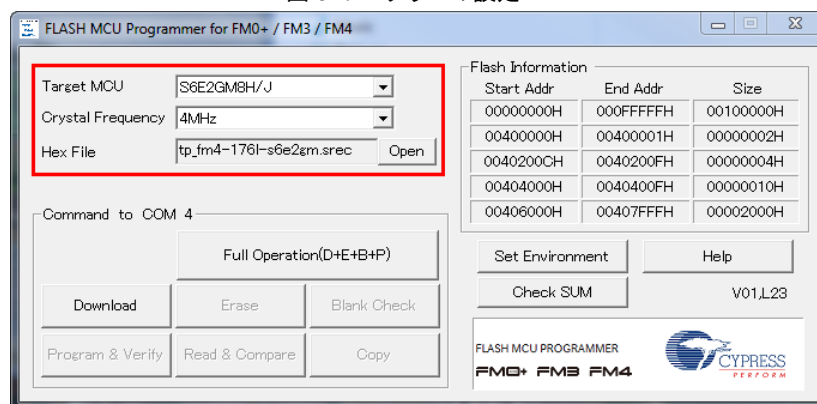 FLASH MCU Programmer for FM0+ / FM3 / FM4
Target MCU S6E2GM8H/J
Crystal Frequency 4MHz
Hex File tp_fm4-176l-s6e2gm.srec Open
Flash Information
Start Addr End Addr Size
00000000H 000FFFFFH 00100000H
00400000H 00400001H 00000002H
0040200CH 0040200FH 00000004H
00404000H 0040400FH 00000010H
00406000H 00407FFFH 00002000H
Command to COM 4
Full Operation(D+E+B+P)
Download Erase Blank Check
Program & Verify Read & Compare Copy
Set Environment Help
Check SUM V01,L23
FLASH MCU PROGRAMMER
FM0+ FM3 FM4
CYPRESS
PERFORM